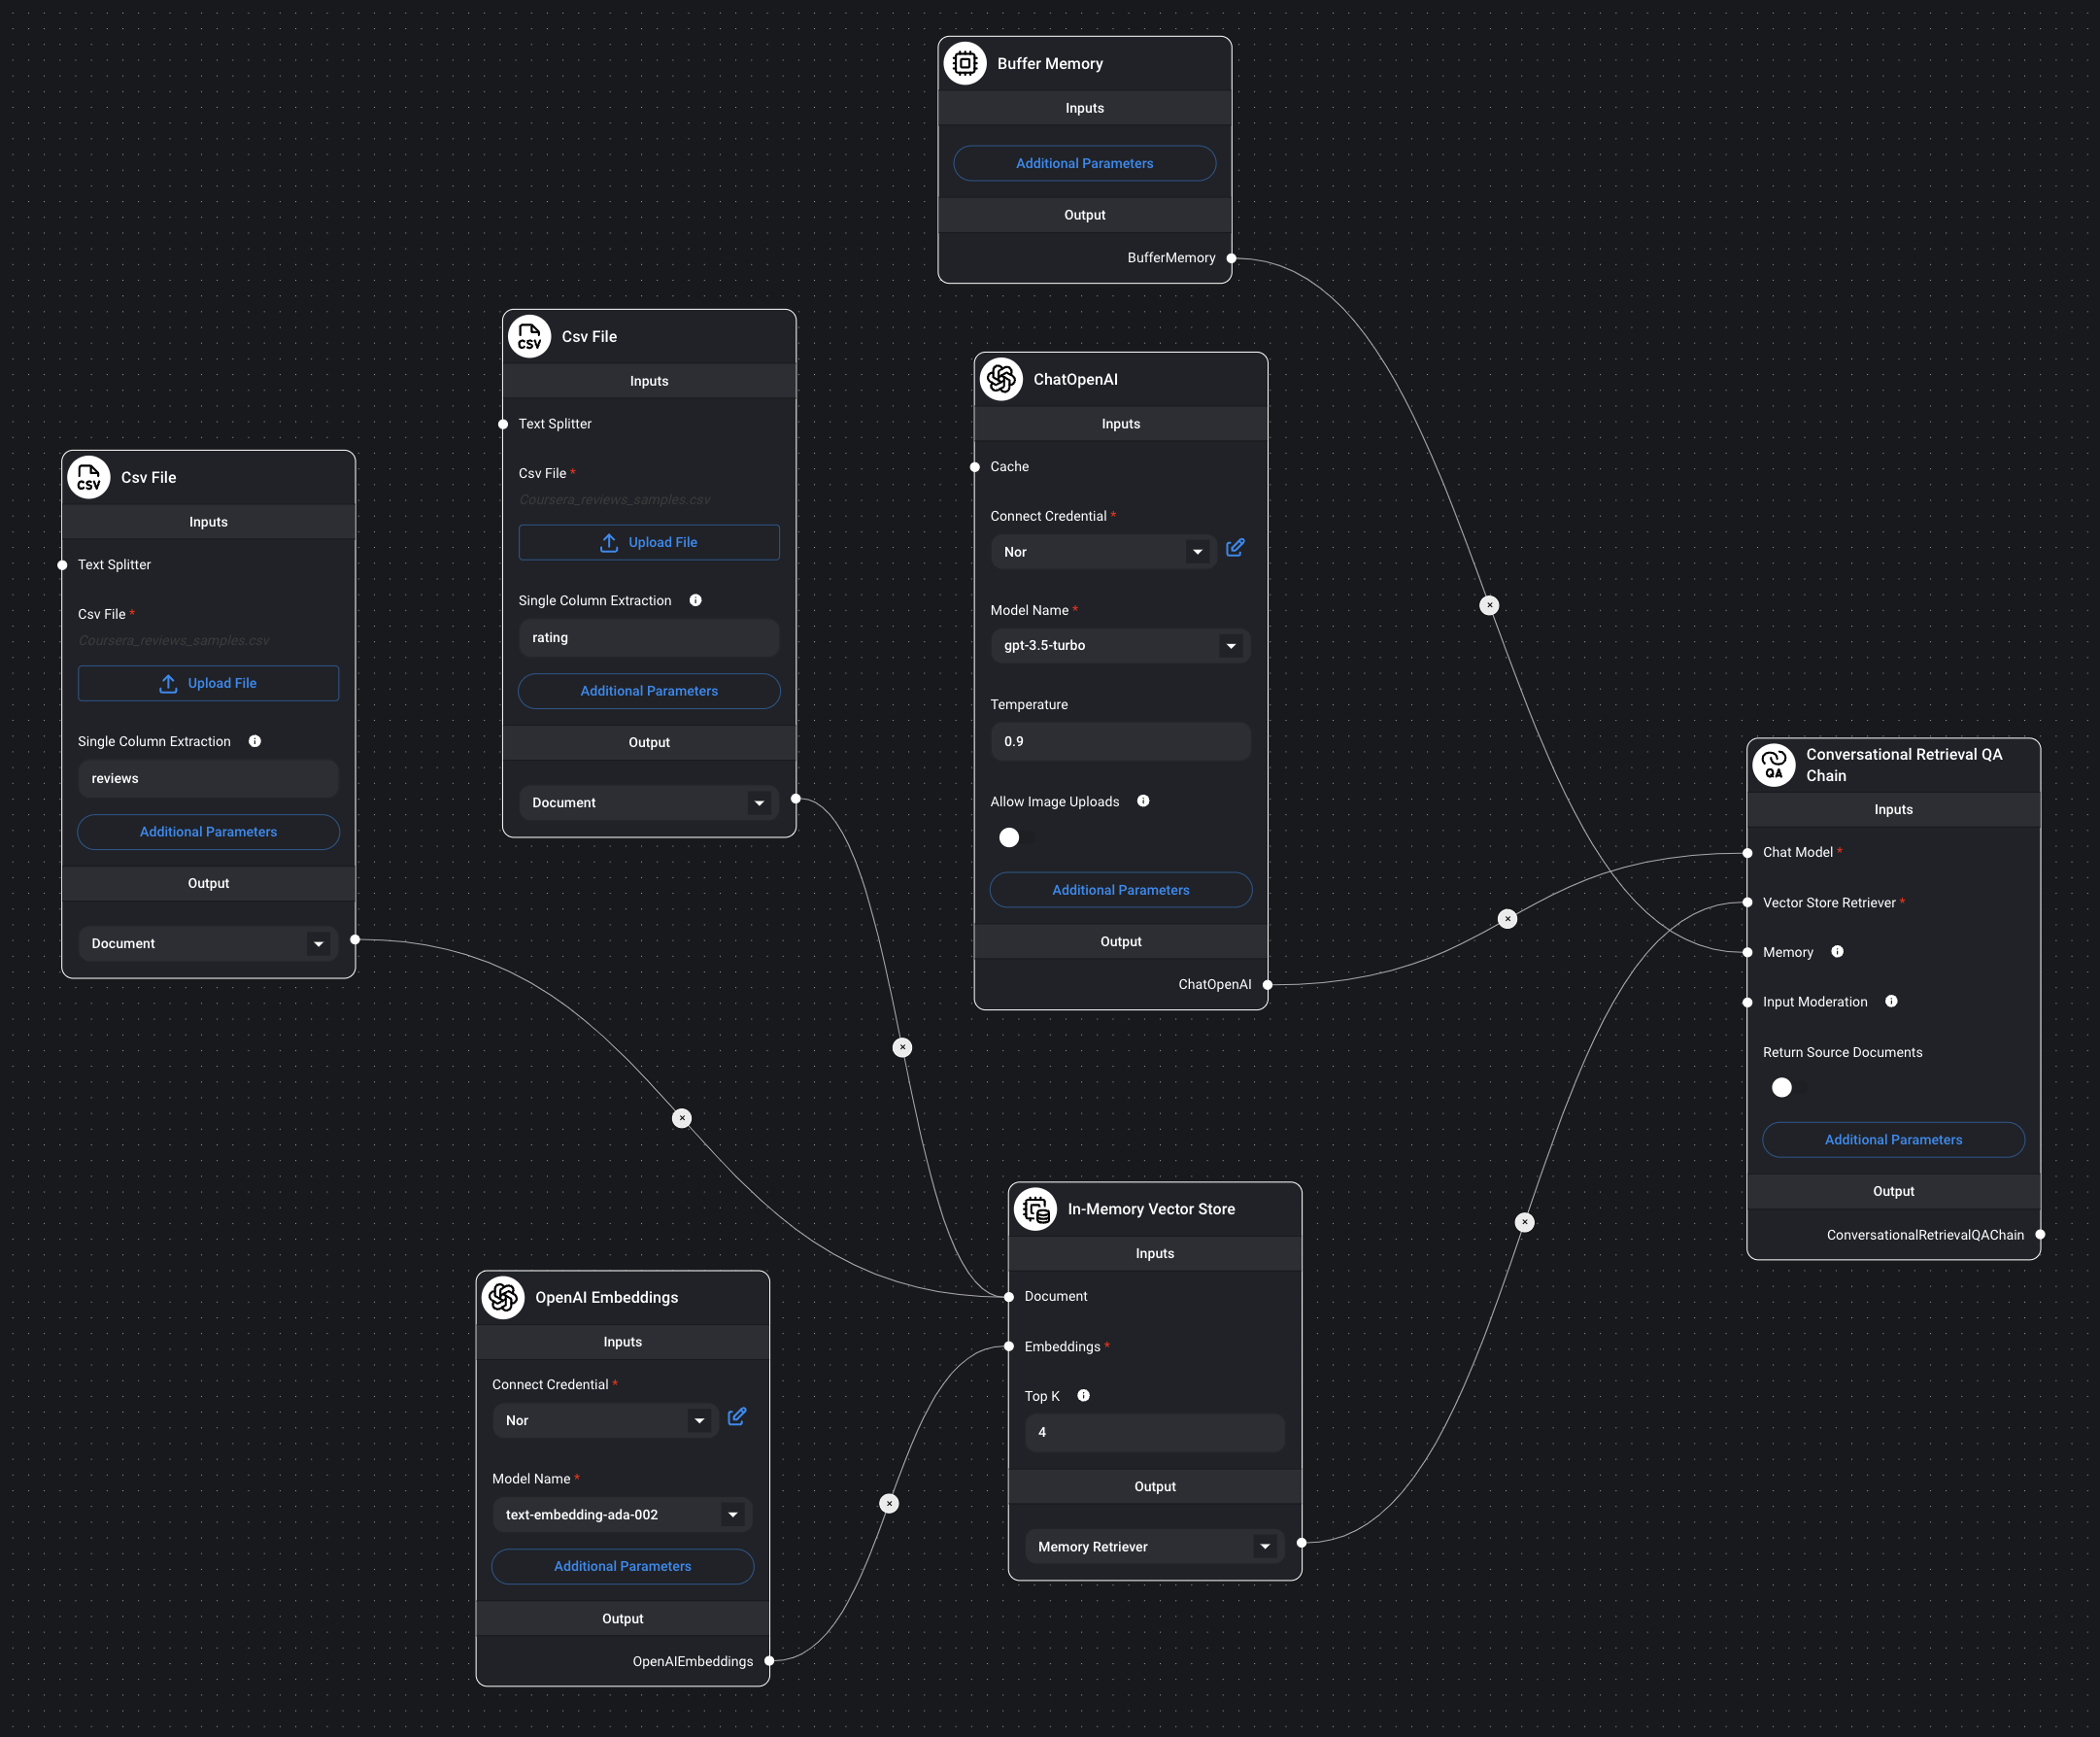 Buffer Memory
Inputs
Additional Parameters
Output
BufferMemory
CSV
Csv File
Inputs
Text Splitter
Csv File *
Coursera_reviews_samples.csv
Upload File
Single Column Extraction
rating
Additional Parameters
Output
Document
CSV
Csv File
Inputs
Text Splitter
Csv File *
Coursera_reviews_samples.csv
Upload File
Single Column Extraction
reviews
Additional Parameters
Output
Document
ChatOpenAI
Inputs
Cache
Connect Credential *
Nor
Model Name *
gpt-3.5-turbo
Temperature
0.9
Allow Image Uploads
Additional Parameters
Output
ChatOpenAI
QA
Conversational Retrieval QA
Chain
Inputs
Chat Model *
Vector Store Retriever *
Memory
Input Moderation
Return Source Documents
Additional Parameters
Output
ConversationalRetrievalQAChain
In-Memory Vector Store
Inputs
Document
Embeddings *
Top K
4
Output
Memory Retriever
OpenAI Embeddings
Inputs
Connect Credential *
Nor
Model Name *
text-embedding-ada-002
Additional Parameters
Output
OpenAIEmbeddings